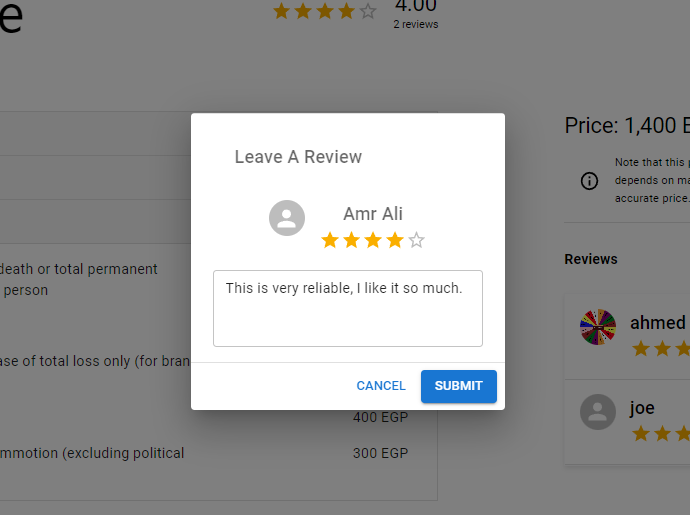 e
4.00
2 reviews
Price: 1,400
Note that this
depends on
accurate price.
Leave A Review
Amr Ali
This is very reliable, I like it so much.
CANCEL
SUBMIT
death or total permanent
person
ase of total loss only (for bran
400 EGP
mmotion (excluding political
300 EGP
Reviews
ahmed
joe